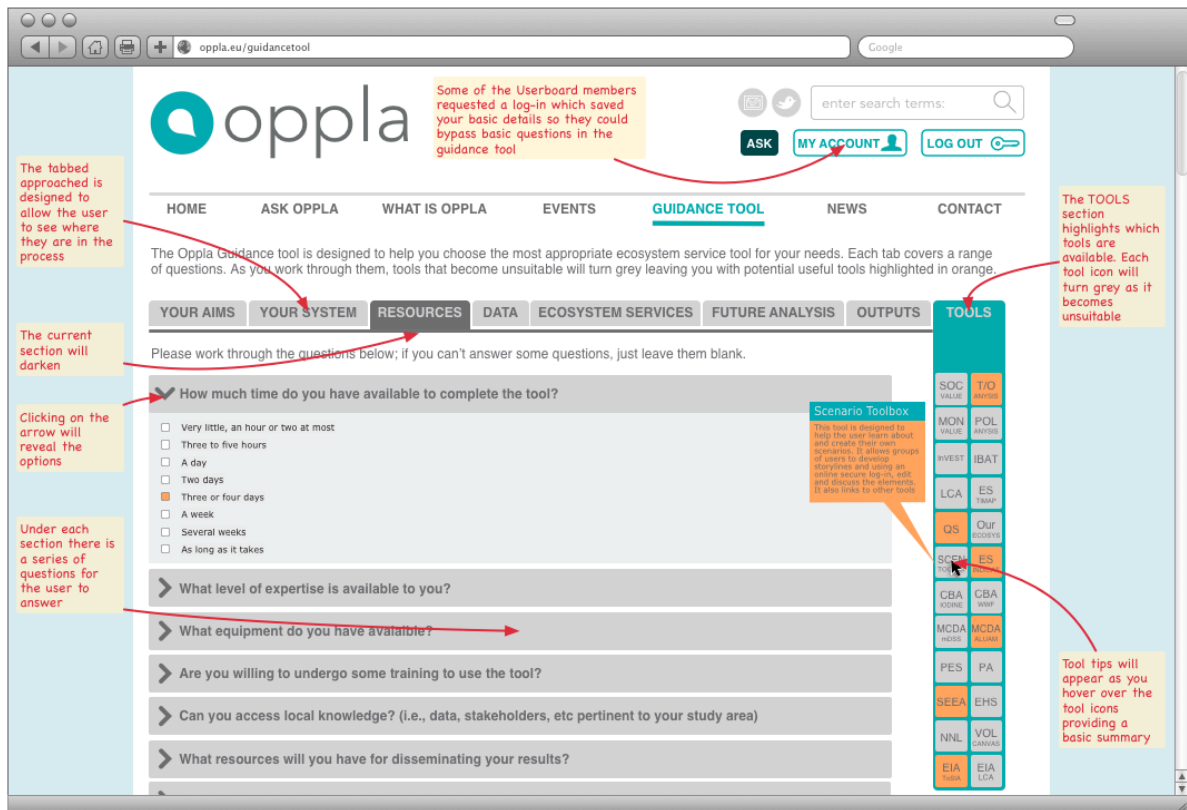 oppla.eu/guidancetool
Google
oppla
Some of the Userboard members
requested a log-in which saved
your basic details so they could
bypass basic questions in the
guidance tool
enter search terms:
ASK
MY ACCOUNT
LOG OUT
The tabbed
approached is
designed to
allow the user
to see where
they are in the
process
The TOOLS
section
highlights which
tools are
available. Each
tool icon will
turn grey as it
becomes
unsuitable
HOME ASK OPPLA WHAT IS OPPLA EVENTS GUIDANCE TOOL NEWS CONTACT
The Oppla Guidance tool is designed to help you choose the most appropriate ecosystem service tool for your needs. Each tab covers a range
of questions. As you work through them, tools that become unsuitable will turn grey leaving you with potential useful tools highlighted in orange.
YOUR AIMS YOUR SYSTEM RESOURCES DATA ECOSYSTEM SERVICES FUTURE ANALYSIS OUTPUTS TOOLS
The current
section will
darken
Please work through the questions below; if you can't answer some questions, just leave them blank.
How much time do you have available to complete the tool?
Clicking on the
arrow will
reveal the
options
Very little, an hour or two at most
Three to five hours
A day
Two days
Three or four days
A week
Several weeks
As long as it takes
Scenario Toolbox
This tool is designed to
help the user learn about
and create their own
scenarios. It allows groups
of users to develop
storylines and using an
online secure log-in, edit
and discuss the elements.
It also links to other tools
Under each
section there is
a series of
questions for
the user to
answer
What level of expertise is available to you?
What equipment do you have avalaible?
Are you willing to undergo some training to use the tool?
Can you access local knowledge? (i.e., data, stakeholders, etc pertinent to your study area)
What resources will you have for disseminating your results?
SOC T/O
VALUE ANYSIS
MON POL
VALUE ANYSIS
InVEST IBAT
LCA ES
TIMAP
QS Our
ECOSYS
SCEN ES
CBA CBA
IODINE WWF
MCDA MCDA
mDSS ALUAM
PES PA
SEEA EHS
NNL VOL
CANVAS
EIA EIA
ToSIA LCA
Tool tips will
appear as you
hover over the
tool icons
providing a
basic summary